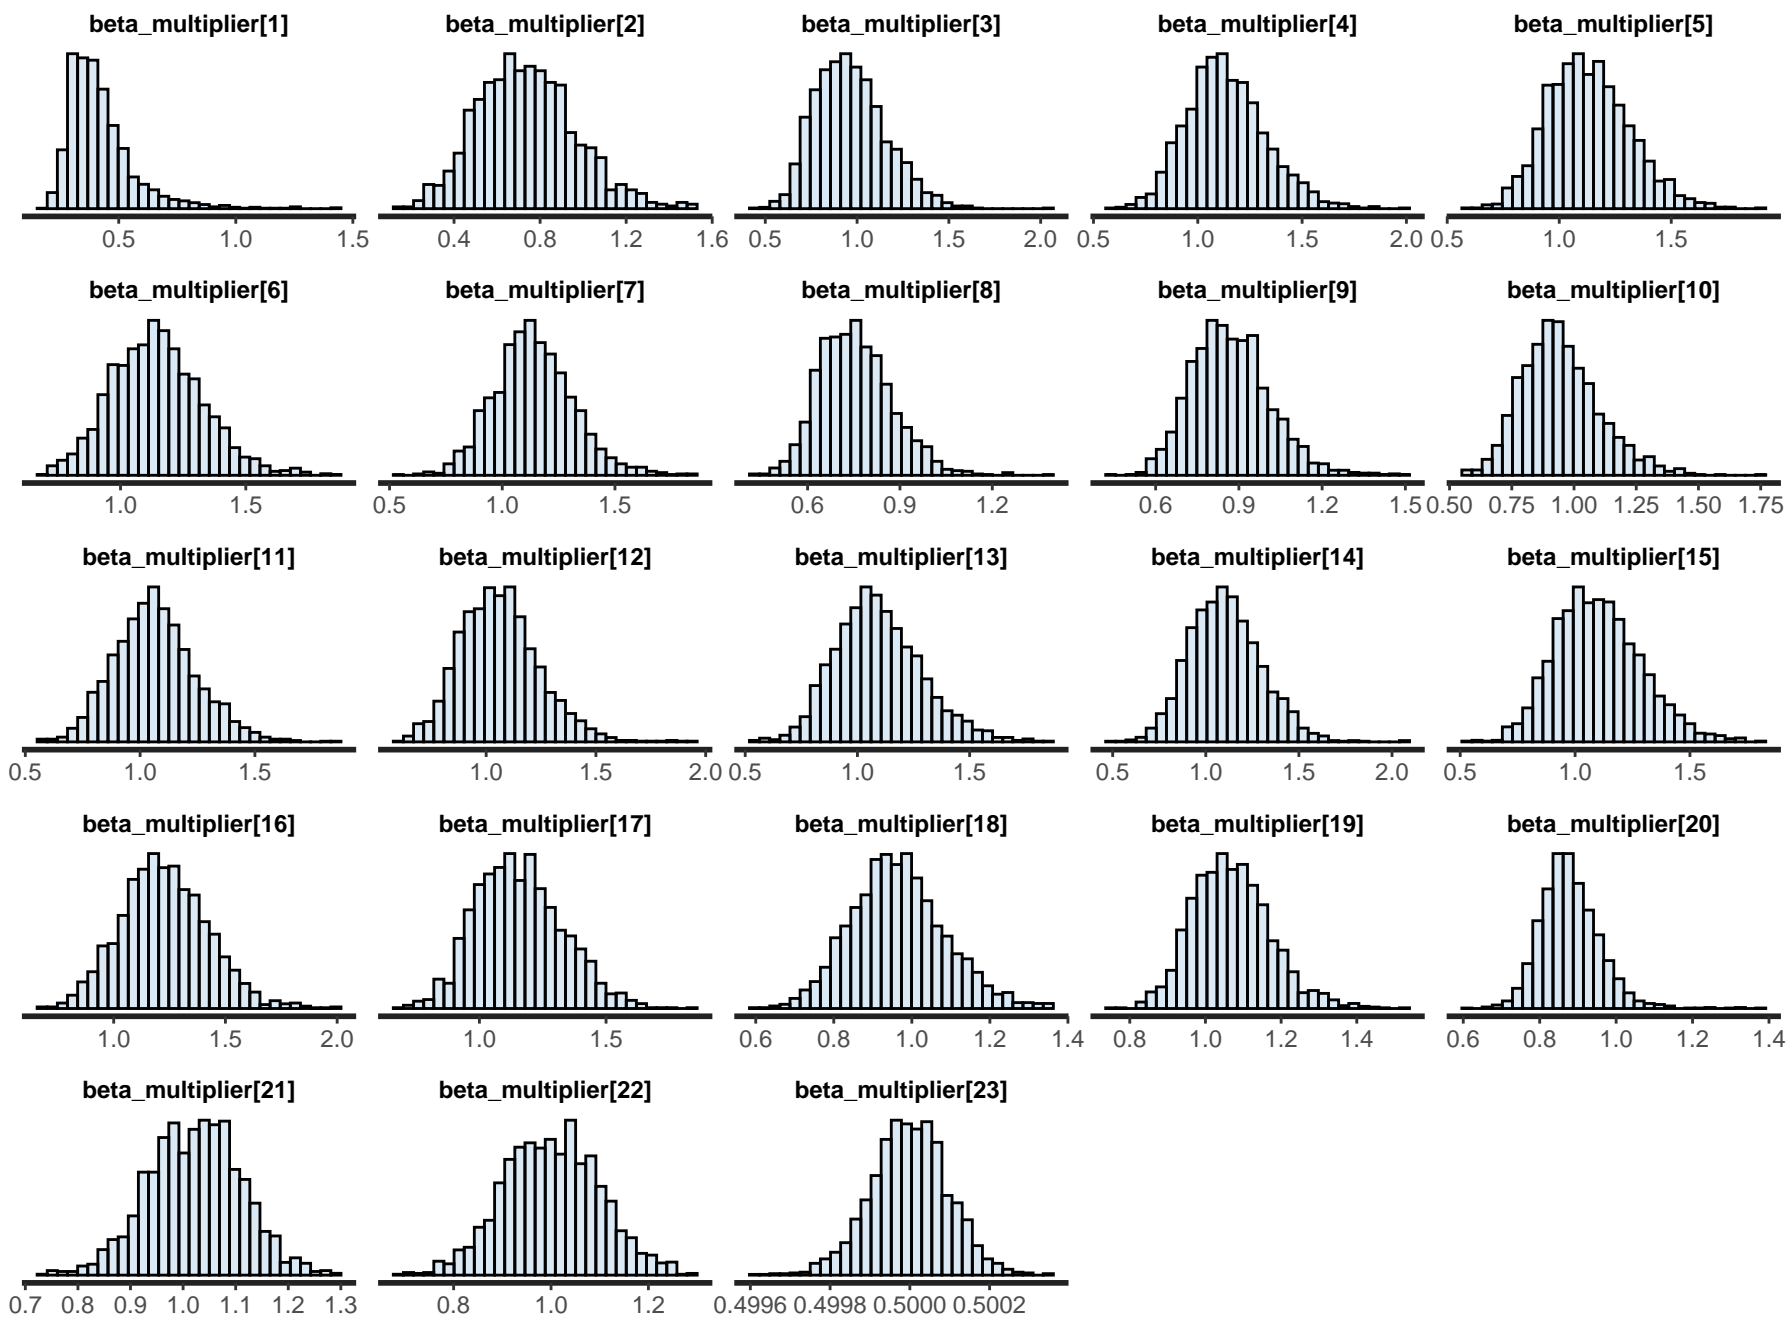 beta_multiplier[1] beta_multiplier[2] beta_multiplier[3] beta_multiplier[4] beta_multiplier[5]
0.5 1.0 1.5 0.4 0.8 1.2 1.6 0.5 1.0 1.5 2.0 0.5 1.0 1.5 2.0 0.5 1.0 1.5
beta_multiplier[6] beta_multiplier[7] beta_multiplier[8] beta_multiplier[9] beta_multiplier[10]
1.0 1.5 0.5 1.0 1.5 0.6 0.9 1.2 0.6 0.9 1.2 1.5 0.50 0.75 1.00 1.25 1.50 1.75
beta_multiplier[11] beta_multiplier[12] beta_multiplier[13] beta_multiplier[14] beta_multiplier[15]
0.5 1.0 1.5 1.0 1.5 2.0 0.5 1.0 1.5 0.5 1.0 1.5 2.0 0.5 1.0 1.5
beta_multiplier[16] beta_multiplier[17] beta_multiplier[18] beta_multiplier[19] beta_multiplier[20]
1.0 1.5 2.0 1.0 1.5 0.6 0.8 1.0 1.2 1.4 0.8 1.0 1.2 1.4 0.6 0.8 1.0 1.2 1.4
beta_multiplier[21] beta_multiplier[22] beta_multiplier[23]
0.7 0.8 0.9 1.0 1.1 1.2 1.3 0.8 1.0 1.2 0.4996 0.4998 0.5000 0.5002